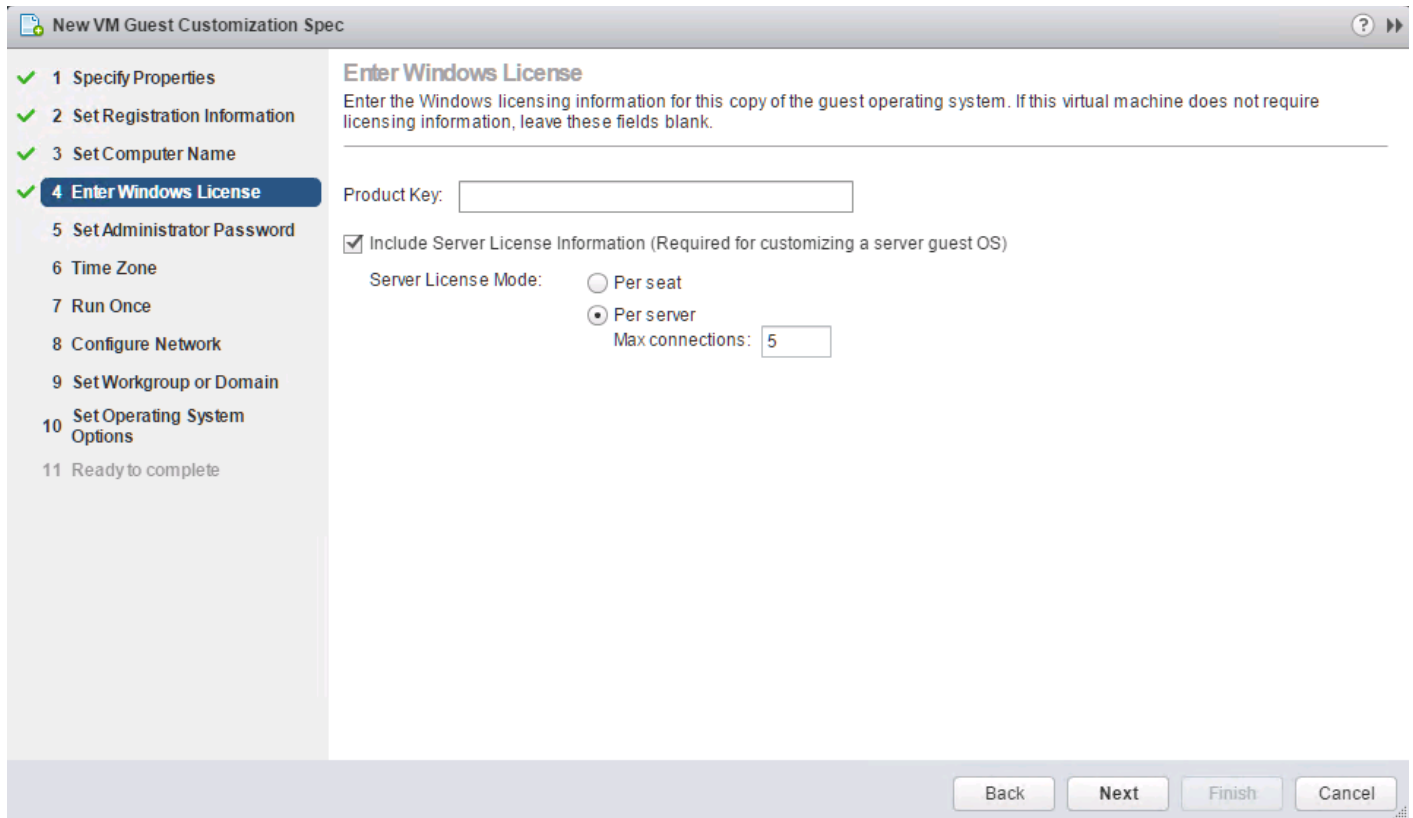 New VM Guest Customization Spec
?
1 Specify Properties
2 Set Registration Information
3 Set Computer Name
4 Enter Windows License
5 Set Administrator Password
6 Time Zone
7 Run Once
8 Configure Network
9 Set Workgroup or Domain
10 Set Operating System
Options
11 Ready to complete
Enter Windows License
Enter the Windows licensing information for this copy of the guest operating system. If this virtual machine does not require
licensing information, leave these fields blank.
Product Key:
Include Server License Information (Required for customizing a server guest OS)
Server License Mode:
Per seat
Per server
Max connections: 5
Back
Next
Finish
Cancel